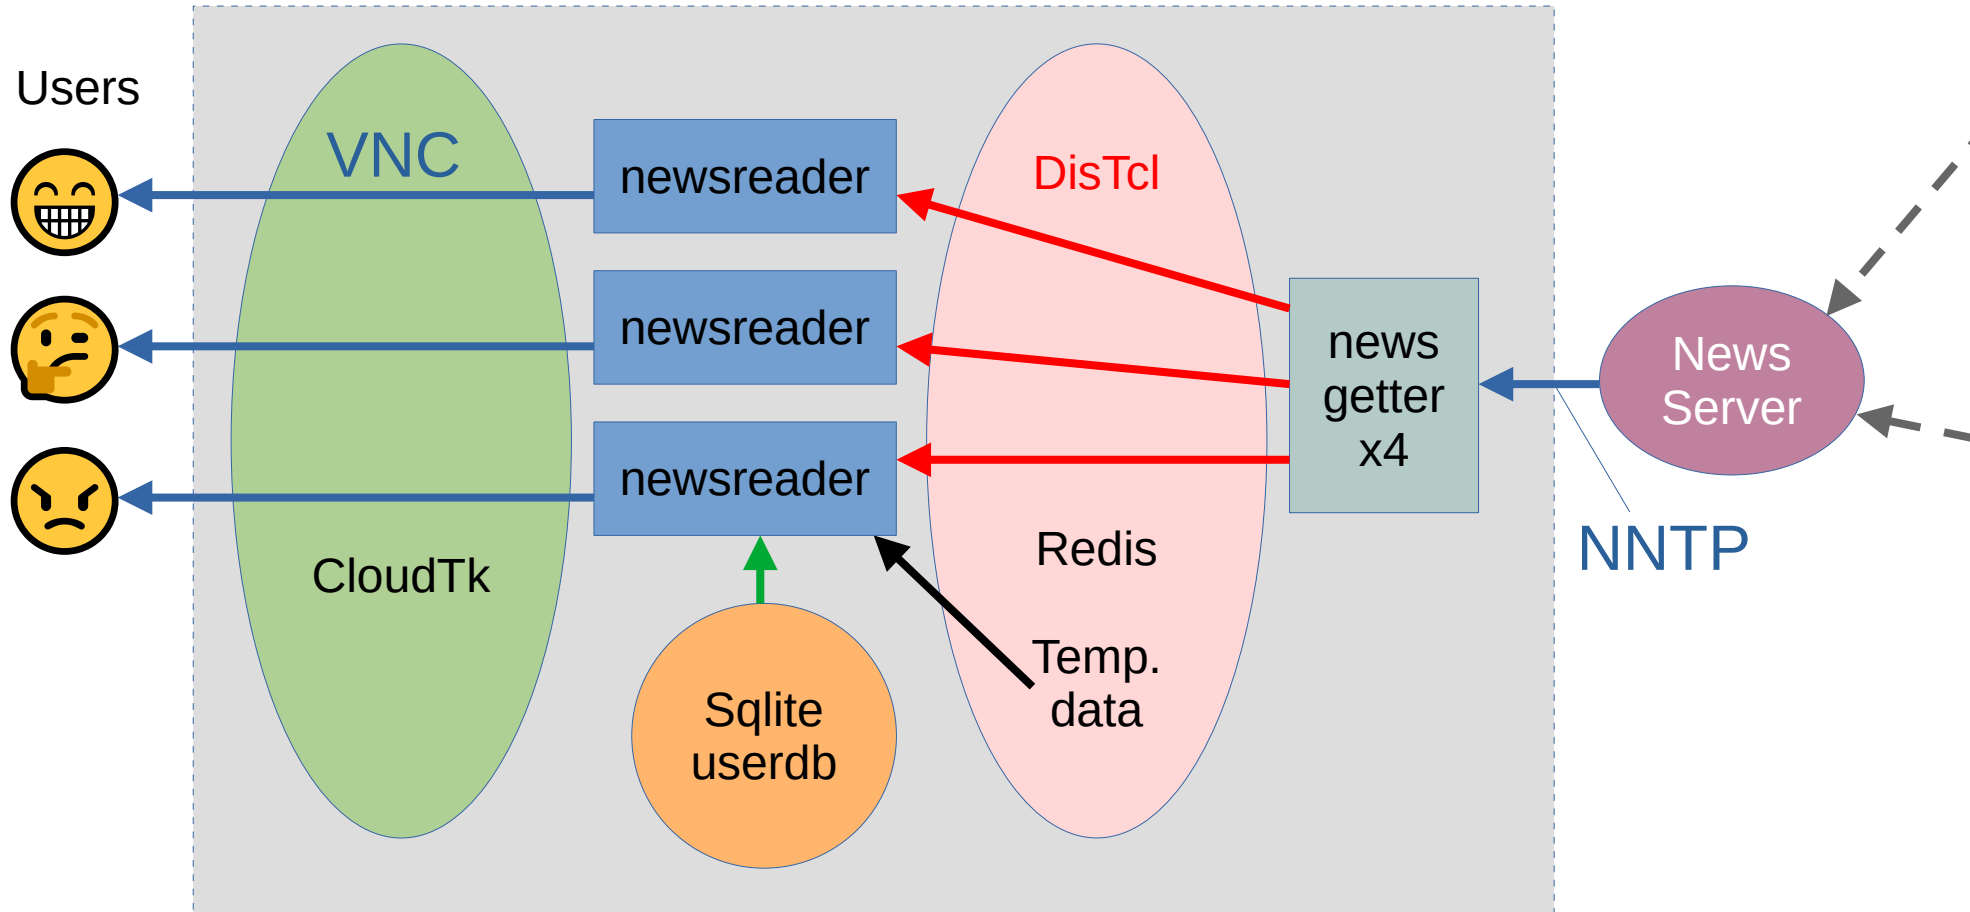 Users
VNC
newsreader
DisTcl
newsreader
news
getter
x4
News
Server
newsreader
CloudTk
Redis
NNTP
Temp.
data
Sqlite
userdb